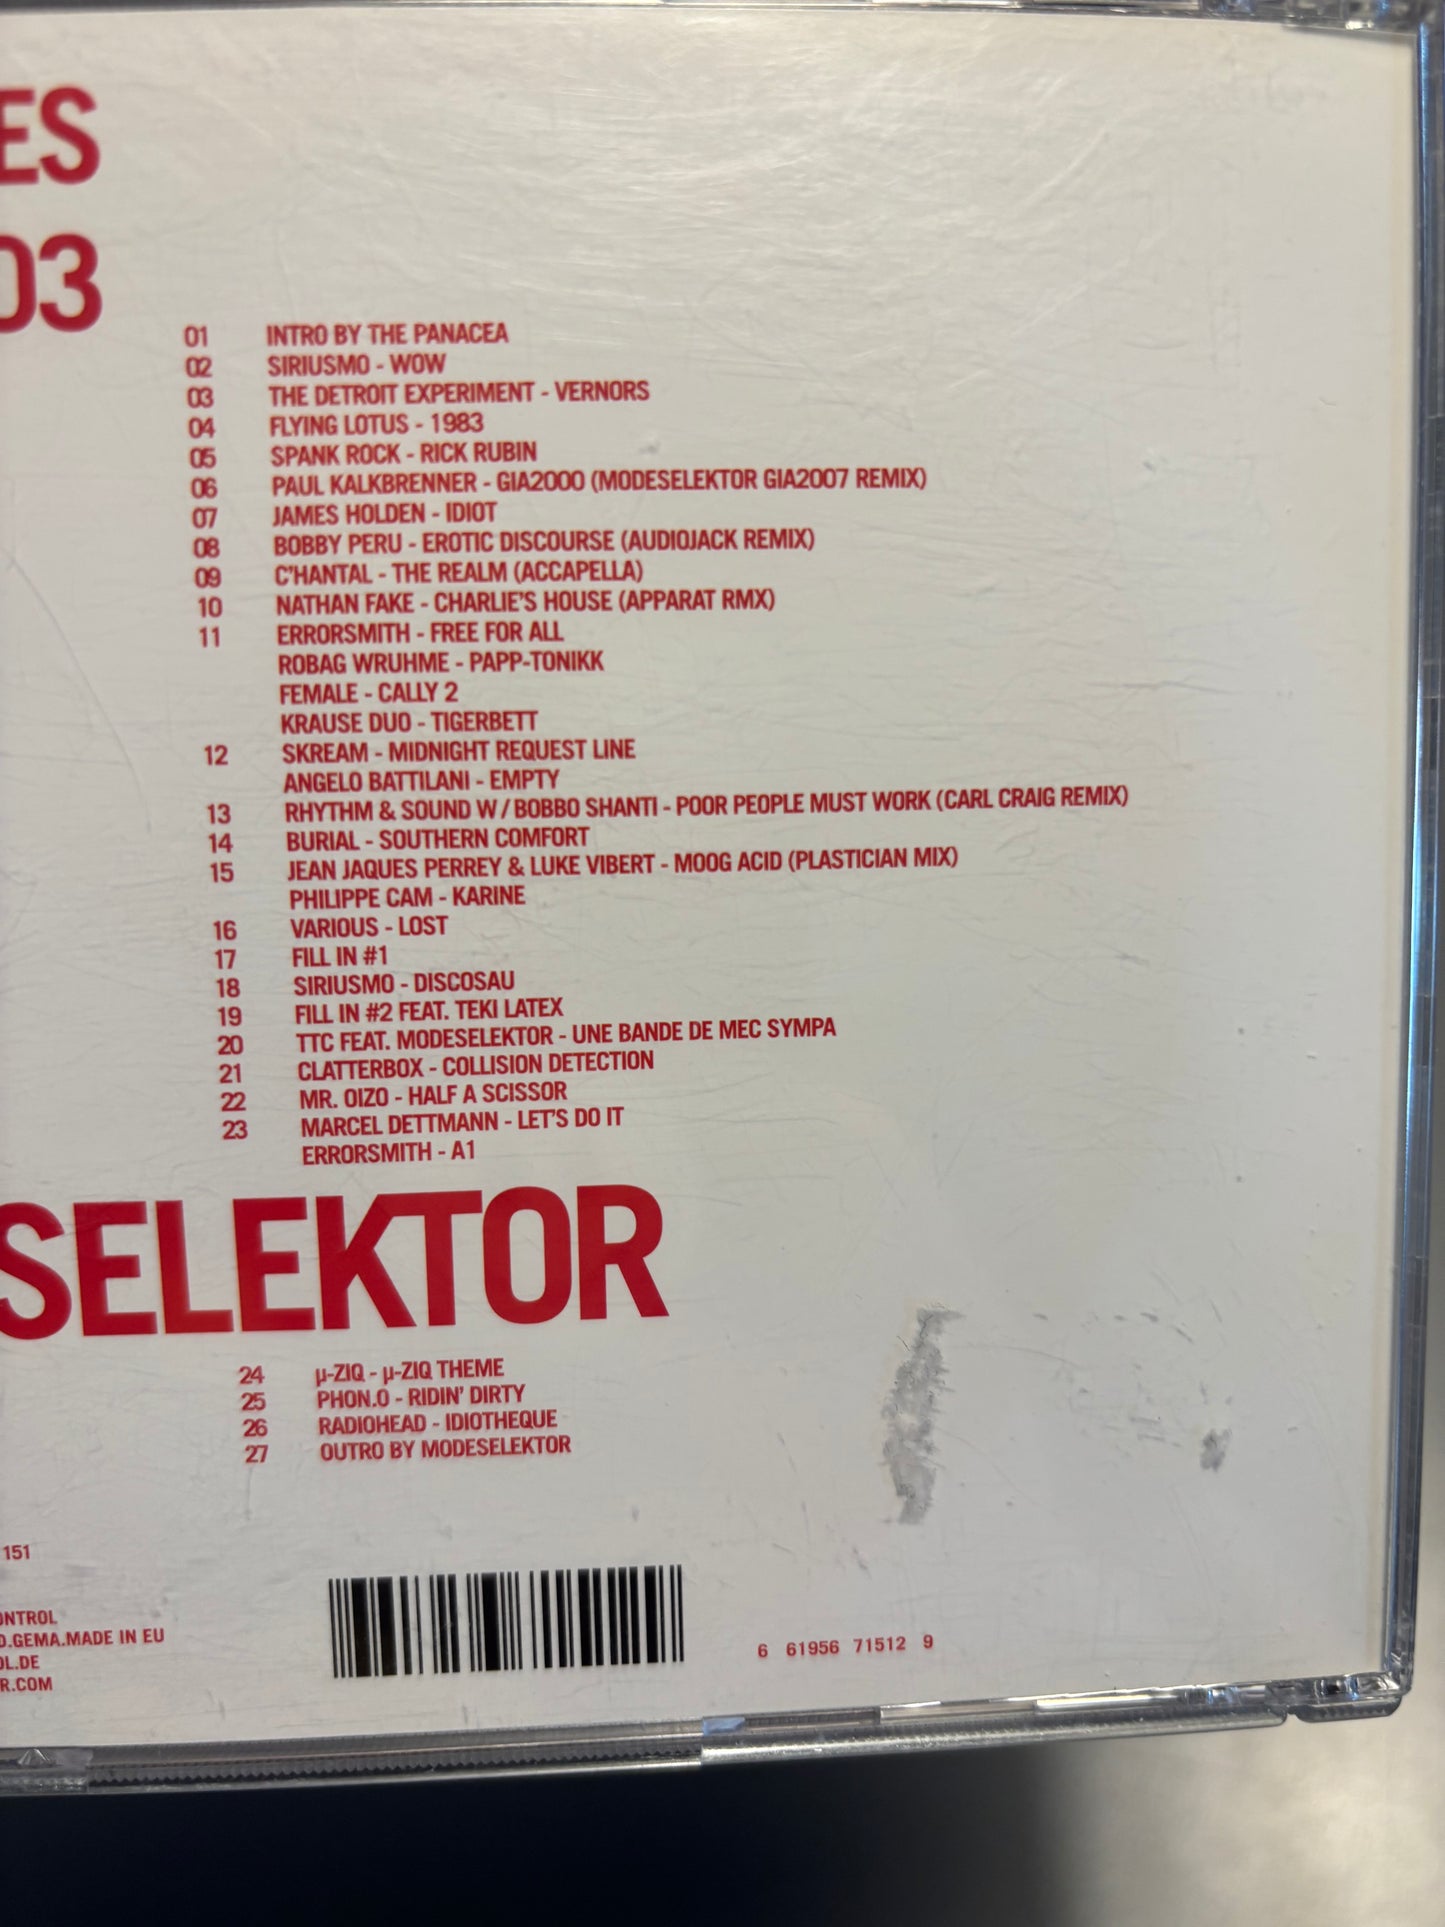 ES
03
01 INTRO BY THE PANACEA
02 SIRIUSMO - WOW
03 THE DETROIT EXPERIMENT - VERNORS
04 FLYING LOTUS - 1983
05 SPANK ROCK - RICK RUBIN
06 PAUL KALKBRENNER - GIA2000 (MODESELEKTOR GIA2007 REMIX)
07 JAMES HOLDEN - IDIOT
08 BOBBY PERU - EROTIC DISCOURSE (AUDIOJACK REMIX)
09 C'HANTAL - THE REALM (ACCAPELLA)
10 NATHAN FAKE - CHARLIE'S HOUSE (APPARAT RMX)
11 ERRORSMITH - FREE FOR ALL
ROBAG WRUHME - PAPP-TONIKK
FEMALE - CALLY 2
KRAUSE DUO - TIGERBETT
12 SKREAM - MIDNIGHT REQUEST LINE
ANGELO BATTILANI - EMPTY
13 RHYTHM & SOUND W/ BOBBO SHANTI - POOR PEOPLE MUST WORK (CARL CRAIG REMIX)
14 BURIAL - SOUTHERN COMFORT
15 JEAN JAQUES PERREY & LUKE VIBERT - MOOG ACID (PLASTICIAN MIX)
PHILIPPE CAM - KARINE
16 VARIOUS - LOST
17 FILL IN #1
18 SIRIUSMO - DISCOSAU
19 FILL IN #2 FEAT. TEKI LATEX
20 TTC FEAT. MODESELEKTOR - UNE BANDE DE MEC SYMPA
21 CLATTERBOX - COLLISION DETECTION
22 MR. OIZO - HALF A SCISSOR
23 MARCEL DETTMANN - LET'S DO IT
ERRORSMITH - A1
SELEKTOR
24 µ-ZIQ - µ-ZIQ THEME
25 PHON.O - RIDIN' DIRTY
26 RADIOHEAD - IDIOTHEQUE
27 OUTRO BY MODESELEKTOR
151
ONTROL
D.GEMA.MADE IN EU
OL.DE
R.COM
6 61956 71512 9